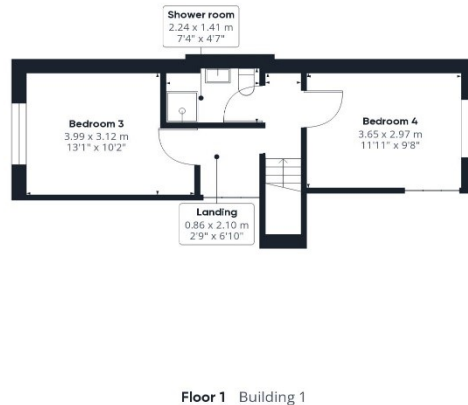 Shower room
2.24 x 1.41 m
7'4" x 4'7"
Bedroom 3
3.99 x 3.12 m
13'1" x 10'2"
Bedroom 4
3.65 x 2.97 m
11'11" x 9'8"
Landing
0.86 x 2.10 m
2'9" x 6'10"
Floor 1 Building 1